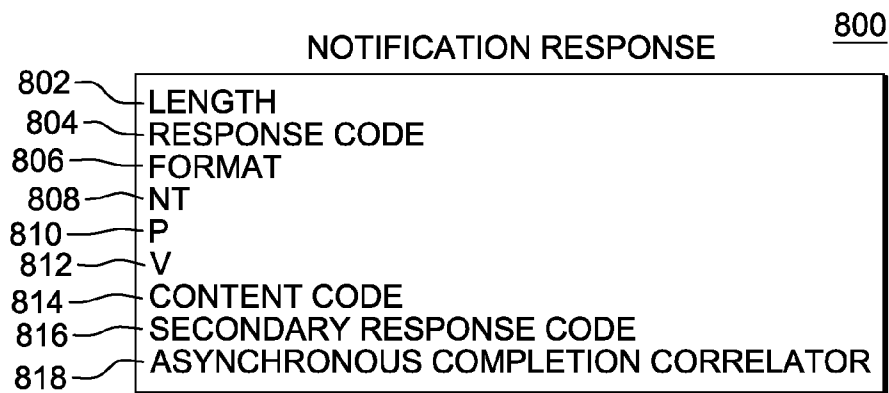 800
NOTIFICATION RESPONSE
802 LENGTH
804 RESPONSE CODE
806 FORMAT
808 NT
810 P
812 V
814 CONTENT CODE
816 SECONDARY RESPONSE CODE
818 ASYNCHRONOUS COMPLETION CORRELATOR